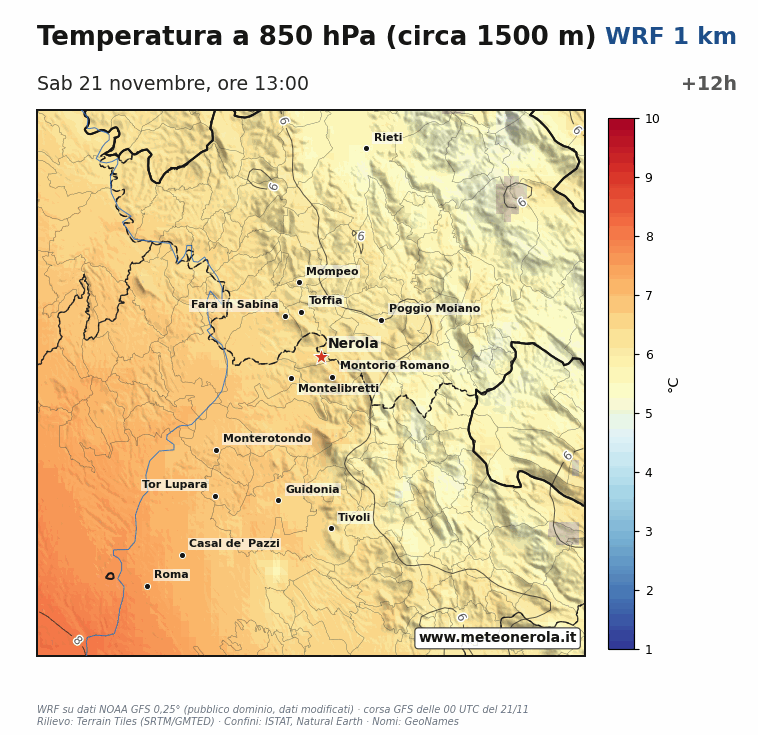 Temperatura a 850 hPa (circa 1500 m) WRF 1 km
Sab 21 novembre, ore 13:00 +12h
6
6
Rieti
6
6
6
Mompeo
Fara in Sabina
Toffia
Poggio Moiano
Nerola
Montorio Romano
Montelibretti
Monterotondo
6
Tor Lupara
Guidonia
Tivoli
Casal de' Pazzi
Roma
6
8
www.meteonerola.it
10
9
8
7
6
5
4
3
2
1
°C
WRF su dati NOAA GFS 0,25° (pubblico dominio, dati modificati) · corsa GFS delle 00 UTC del 21/11
Rilievo: Terrain Tiles (SRTM/GMTED) · Confini: ISTAT, Natural Earth · Nomi: GeoNames